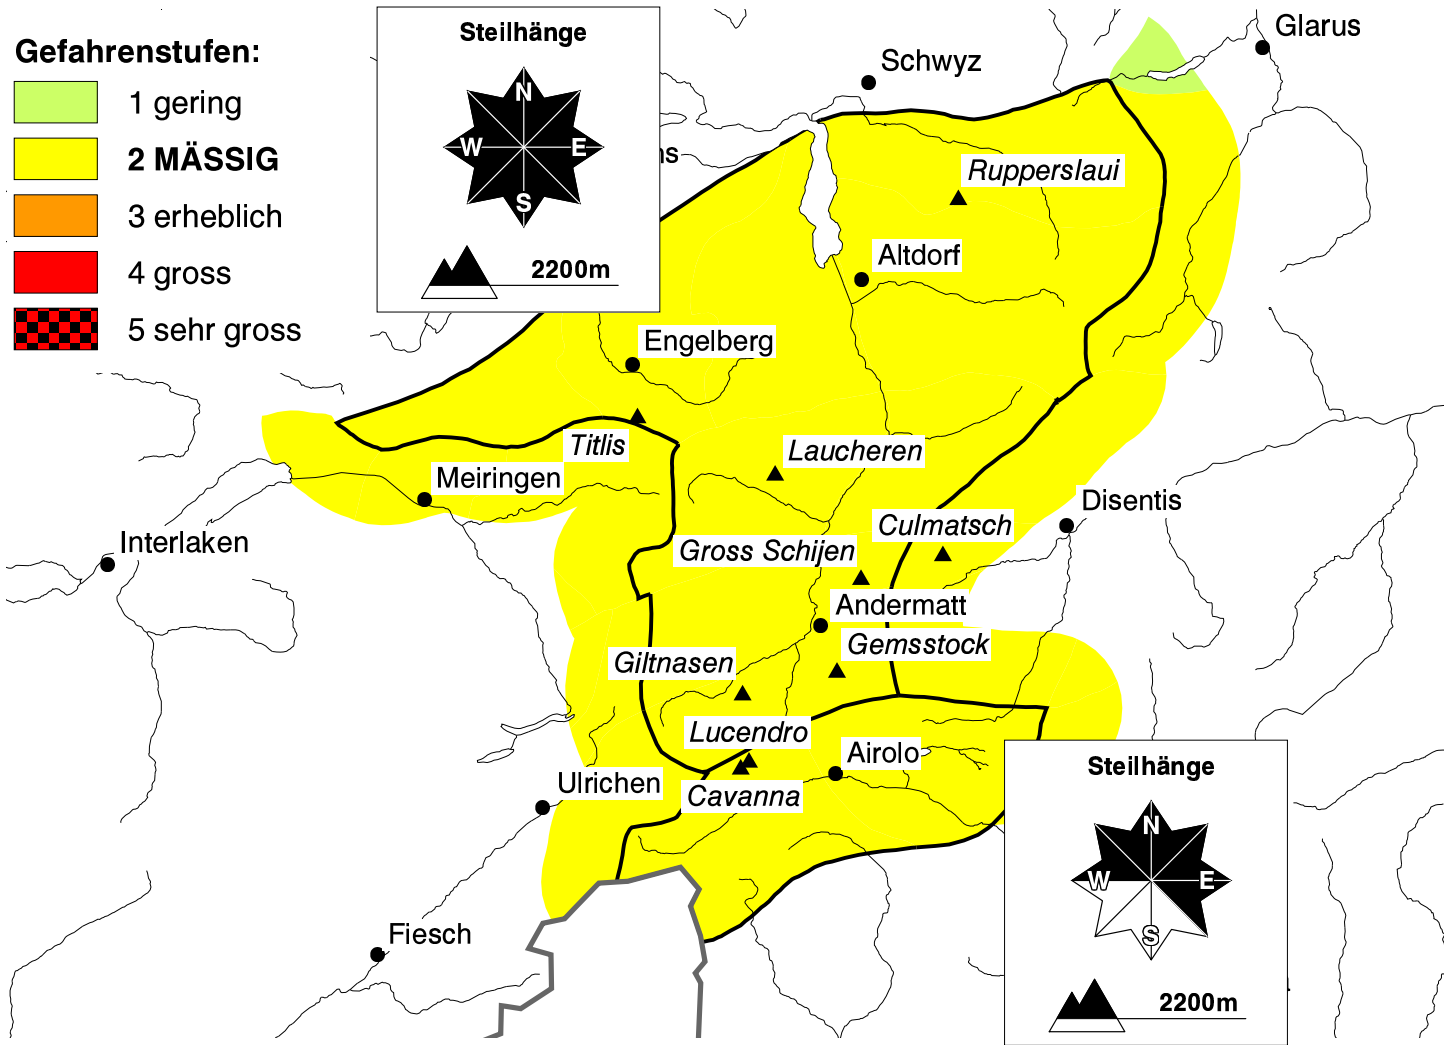 Gefahrenstufen:
1 gering
2 MÄSSIG
3 erheblich
4 gross
5 sehr gross
Steilhänge
N
W
E
S
2200m
Schwyz
Glarus
ns
Rupperslaui
Altdorf
Engelberg
Titlis
Laucheren
Meiringen
Disentis
Culmatsch
Interlaken
Gross Schijen
Andermatt
Gemsstock
Giltnasen
Lucendro
Airolo
Ulrichen
Cavanna
Fiesch
Steilhänge
N
W
E
S
2200m